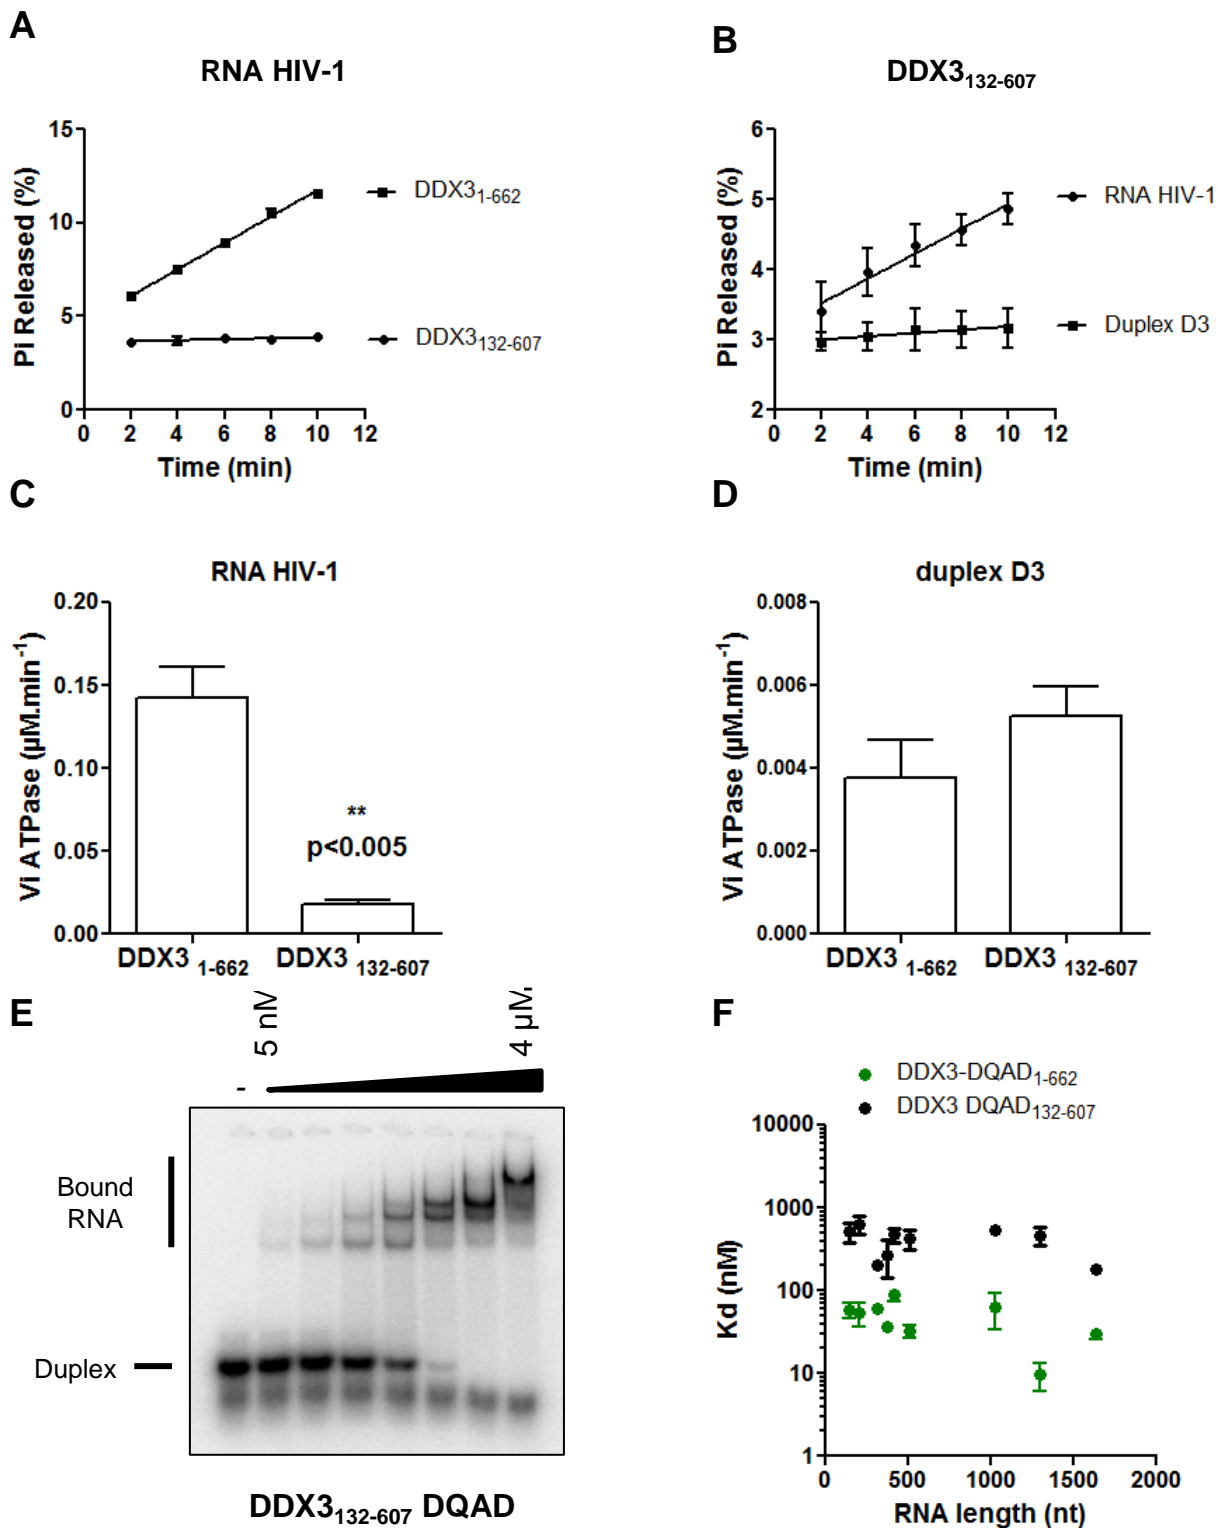 A
RNA HIV-1
15
10
5
0
0 2 4 6 8 10 12
Pi Released (%)
Time (min)
DDX3₁₋₆₆₂
DDX3₁₃₂₋₆₀₇
B
DDX3₁₃₂₋₆₀₇
6
5
4
3
2
0 2 4 6 8 10 12
Pi Released (%)
Time (min)
RNA HIV-1
Duplex D3
C
RNA HIV-1
0.20
0.15
0.10
0.05
0.00
Vi ATPase (µM.min⁻¹)
**
p<0.005
DDX3 ₁₋₆₆₂ DDX3 ₁₃₂₋₆₀₇
D
duplex D3
0.008
0.006
0.004
0.002
0.000
Vi ATPase (µM.min⁻¹)
DDX3 ₁₋₆₆₂ DDX3 ₁₃₂₋₆₀₇
E
- 5 nM 4 µM
Bound
RNA
Duplex
DDX3₁₃₂₋₆₀₇ DQAD
F
DDX3-DQAD₁₋₆₆₂
DDX3 DQAD₁₃₂₋₆₀₇
10000
1000
100
10
1
0 500 1000 1500 2000
Kd (nM)
RNA length (nt)